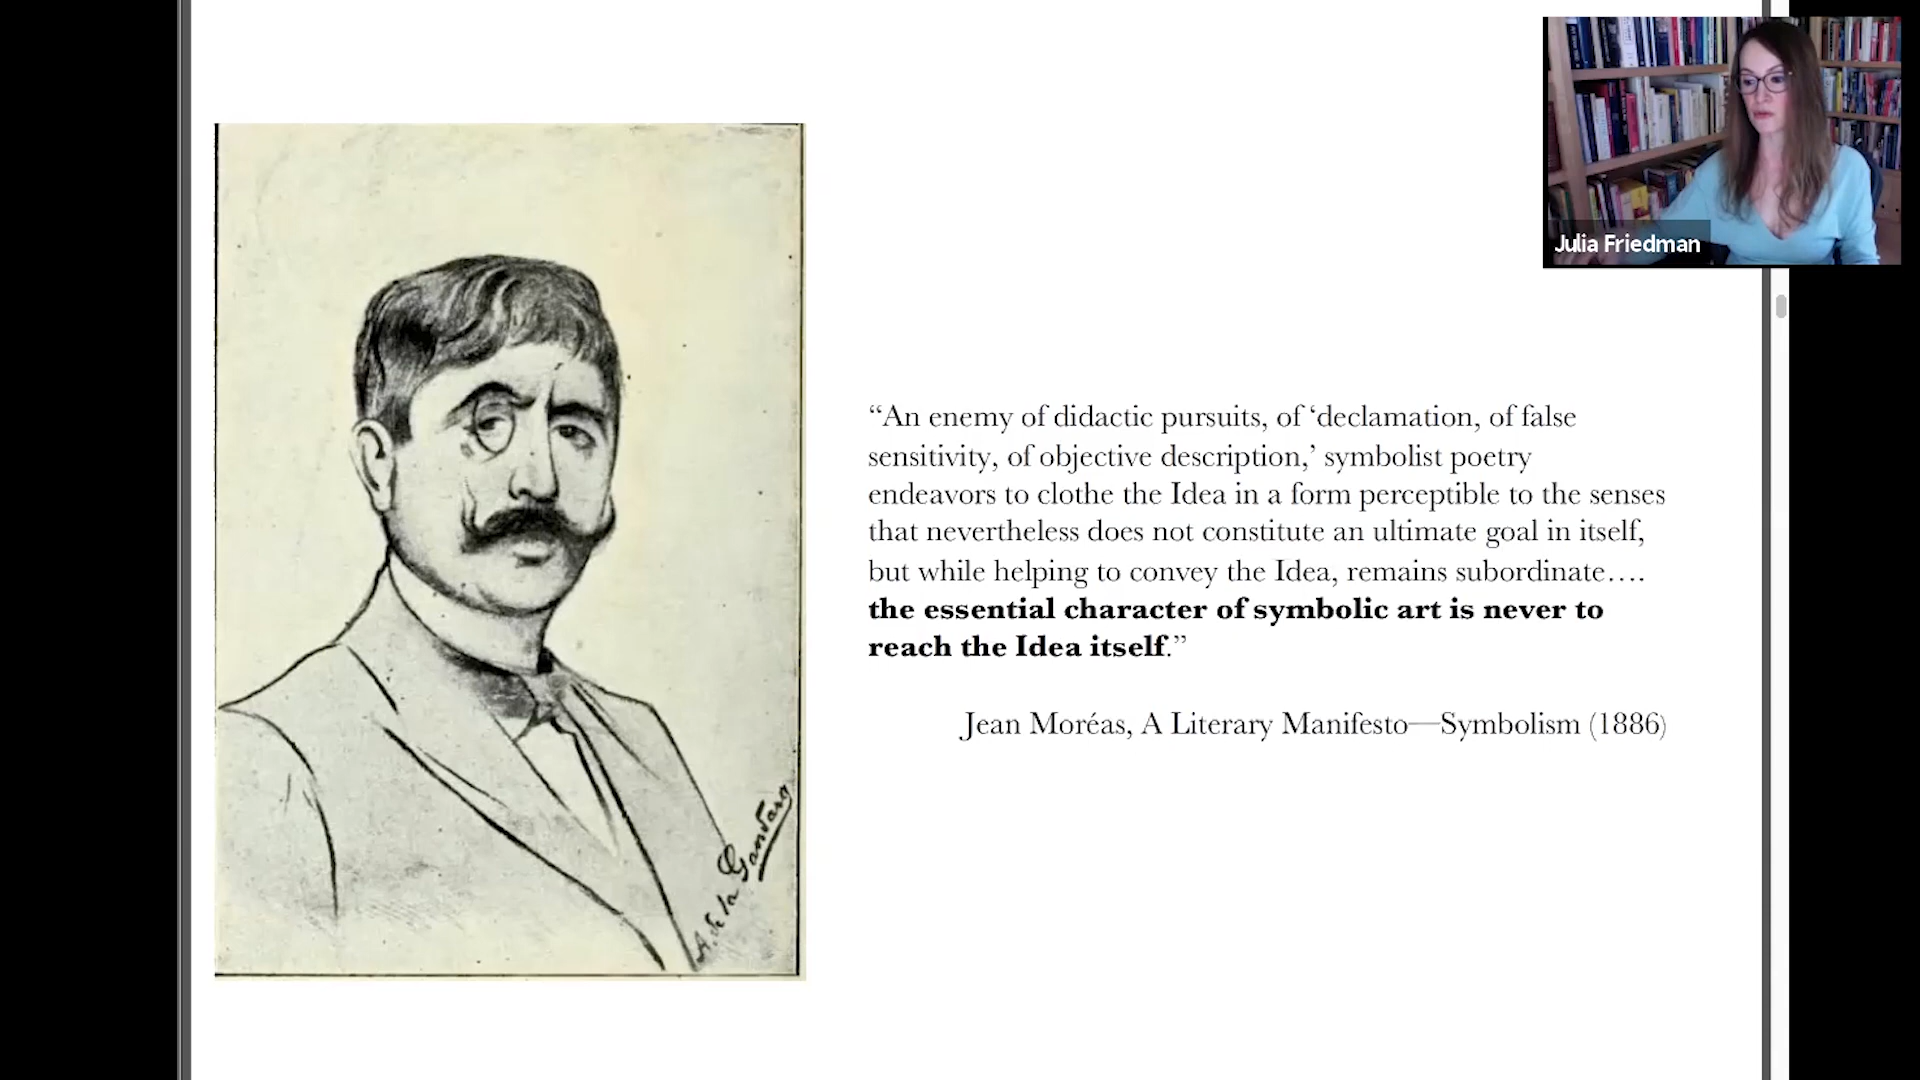 Julia Friedman
“An enemy of didactic pursuits, of ‘declamation, of false
sensitivity, of objective description,’ symbolist poetry
endeavors to clothe the Idea in a form perceptible to the senses
that nevertheless does not constitute an ultimate goal in itself,
but while helping to convey the Idea, remains subordinate….
the essential character of symbolic art is never to
reach the Idea itself.”
Jean Moréas, A Literary Manifesto—Symbolism (1886)
A. de la Gandara